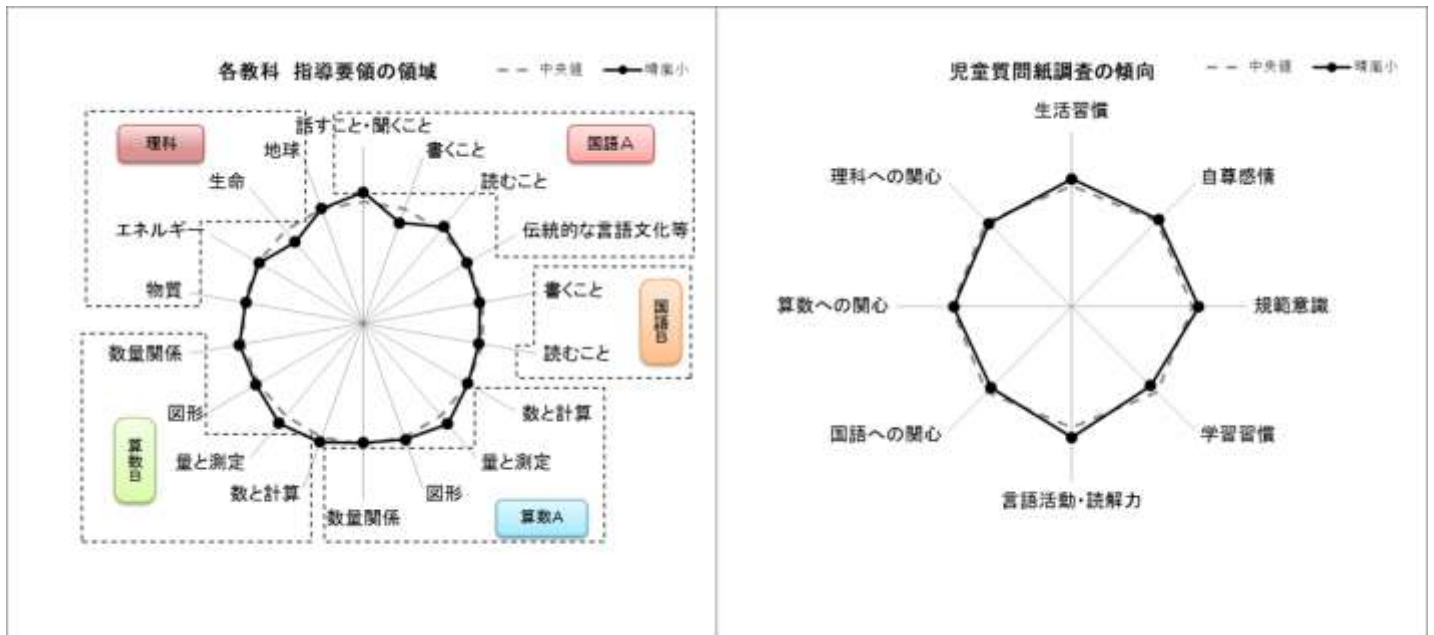 各教科 指導要領の領域
中央値
晴嵐小
理科
国語A
話すこと・聞くこと
書くこと
読むこと
伝統的な言語文化等
国語B
書くこと
読むこと
数と計算
量と測定
図形
数量関係
算数A
数と計算
量と測定
図形
数量関係
算数B
物質
エネルギー
生命
地球
児童質問紙調査の傾向
中央値
晴嵐小
生活習慣
自尊感情
規範意識
学習習慣
言語活動・読解力
国語への関心
算数への関心
理科への関心